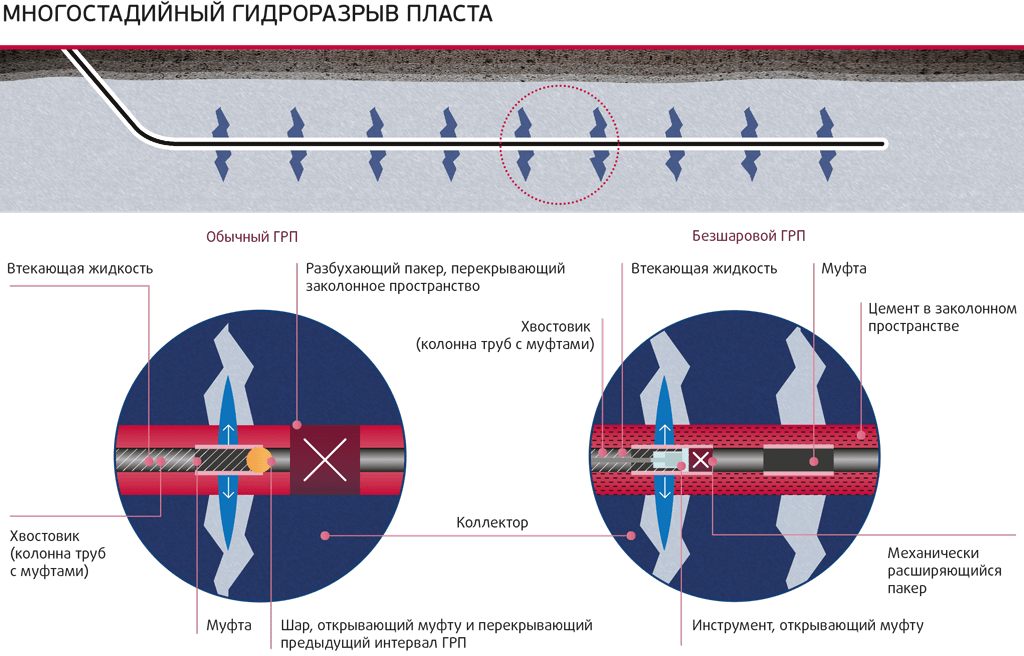 МНОГОСТАДИЙНЫЙ ГИДРОРАЗРЫВ ПЛАСТА
Обычный ГРП
Втекающая жидкость
Разбухающий пакер, перекрывающий
заколонное пространство
Хвостовик
(колонна труб
с муфтами)
Муфта
Шар, открывающий муфту и перекрывающий
предыдущий интервал ГРП
Коллектор
Безшаровой ГРП
Втекающая жидкость
Муфта
Хвостовик
(колонна труб с муфтами)
Цемент в заколонном
пространстве
Механически
расширяющийся
пакер
Инструмент, открывающий муфту